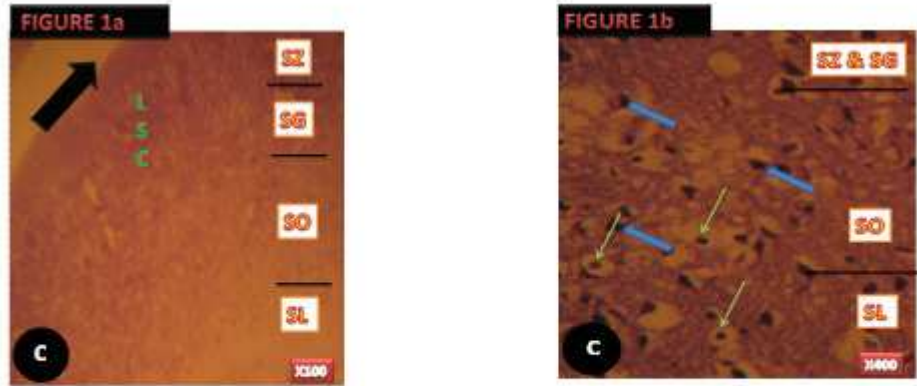 FIGURE 1a
SZ
L
S
C
SG
SO
SL
C
X100
FIGURE 1b
SZ & SG
SO
SL
C
X400